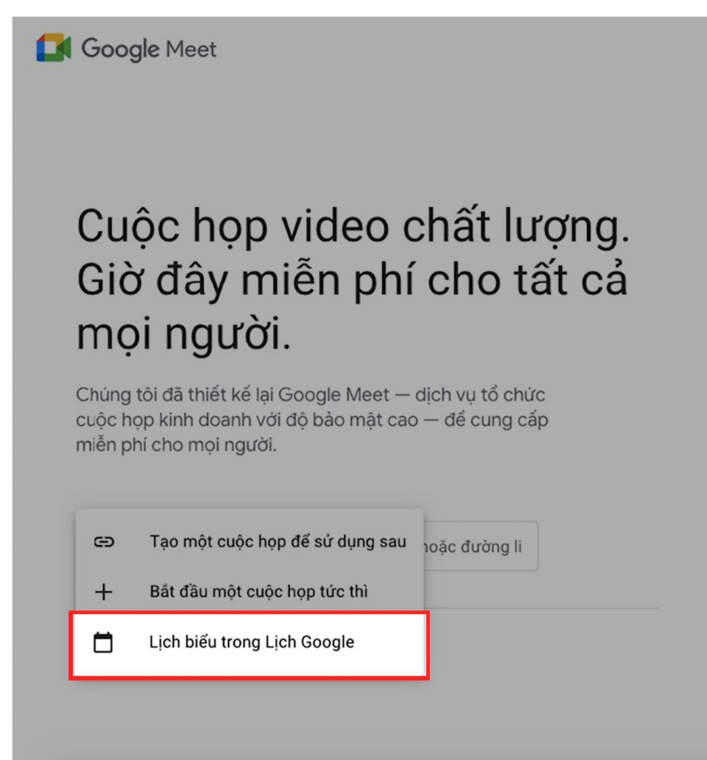 Google Meet
Cuộc họp video chất lượng.
Giờ đây miễn phí cho tất cả
mọi người.
Chúng tôi đã thiết kế lại Google Meet — dịch vụ tổ chức
cuộc họp kinh doanh với độ bảo mật cao — để cung cấp
miễn phí cho mọi người.
Tạo một cuộc họp để sử dụng sau
hoặc đường li
Bắt đầu một cuộc họp tức thì
Lịch biểu trong Lịch Google